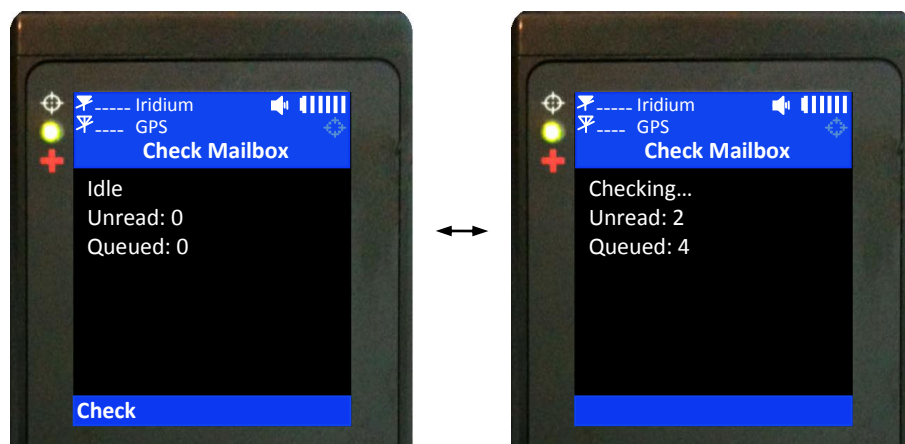 ----- Iridium
---- GPS
Check Mailbox
Idle
Unread: 0
Queued: 0
Check
----- Iridium
---- GPS
Check Mailbox
Checking...
Unread: 2
Queued: 4